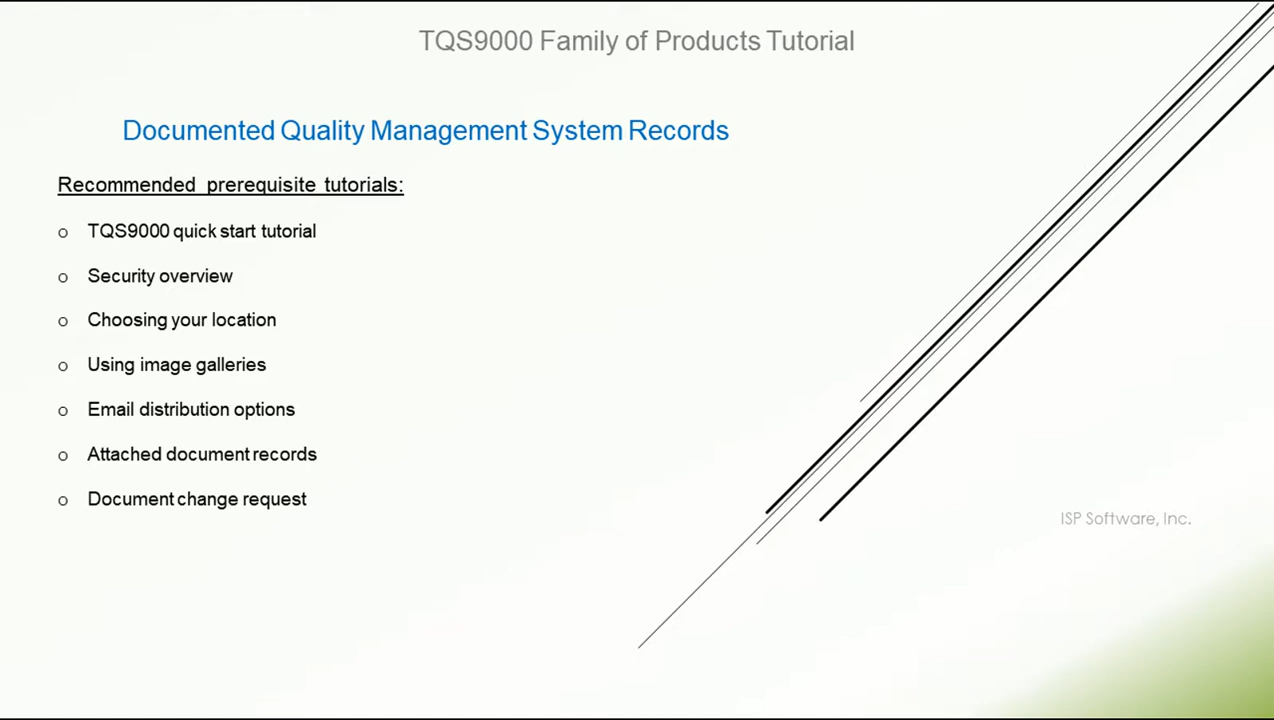 TQS9000 Family of Products Tutorial
Documented Quality Management System Records
Recommended prerequisite tutorials:
o TQS9000 quick start tutorial
o Security overview
o Choosing your location
o Using image galleries
o Email distribution options
o Attached document records
o Document change request
ISP Software, Inc.